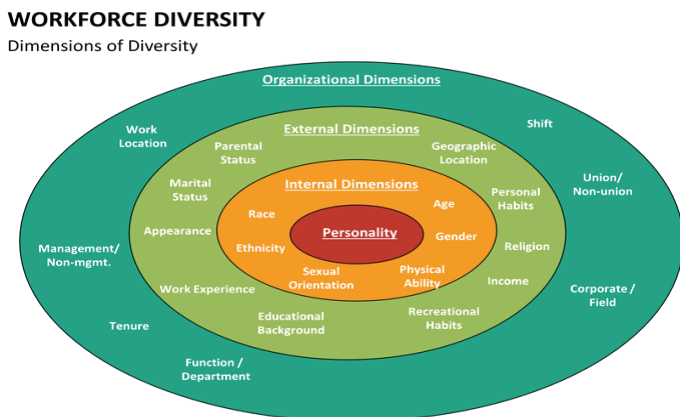 WORKFORCE DIVERSITY
Dimensions of Diversity
Organizational Dimensions
Shift
Work
Location
Union/
Non-union
Management/
Non-mgmt.
Corporate /
Field
Tenure
Function /
Department
External Dimensions
Parental
Status
Geographic
Location
Marital
Status
Personal
Habits
Appearance
Religion
Work Experience
Income
Educational
Background
Recreational
Habits
Internal Dimensions
Age
Race
Gender
Ethnicity
Sexual
Orientation
Physical
Ability
Personality